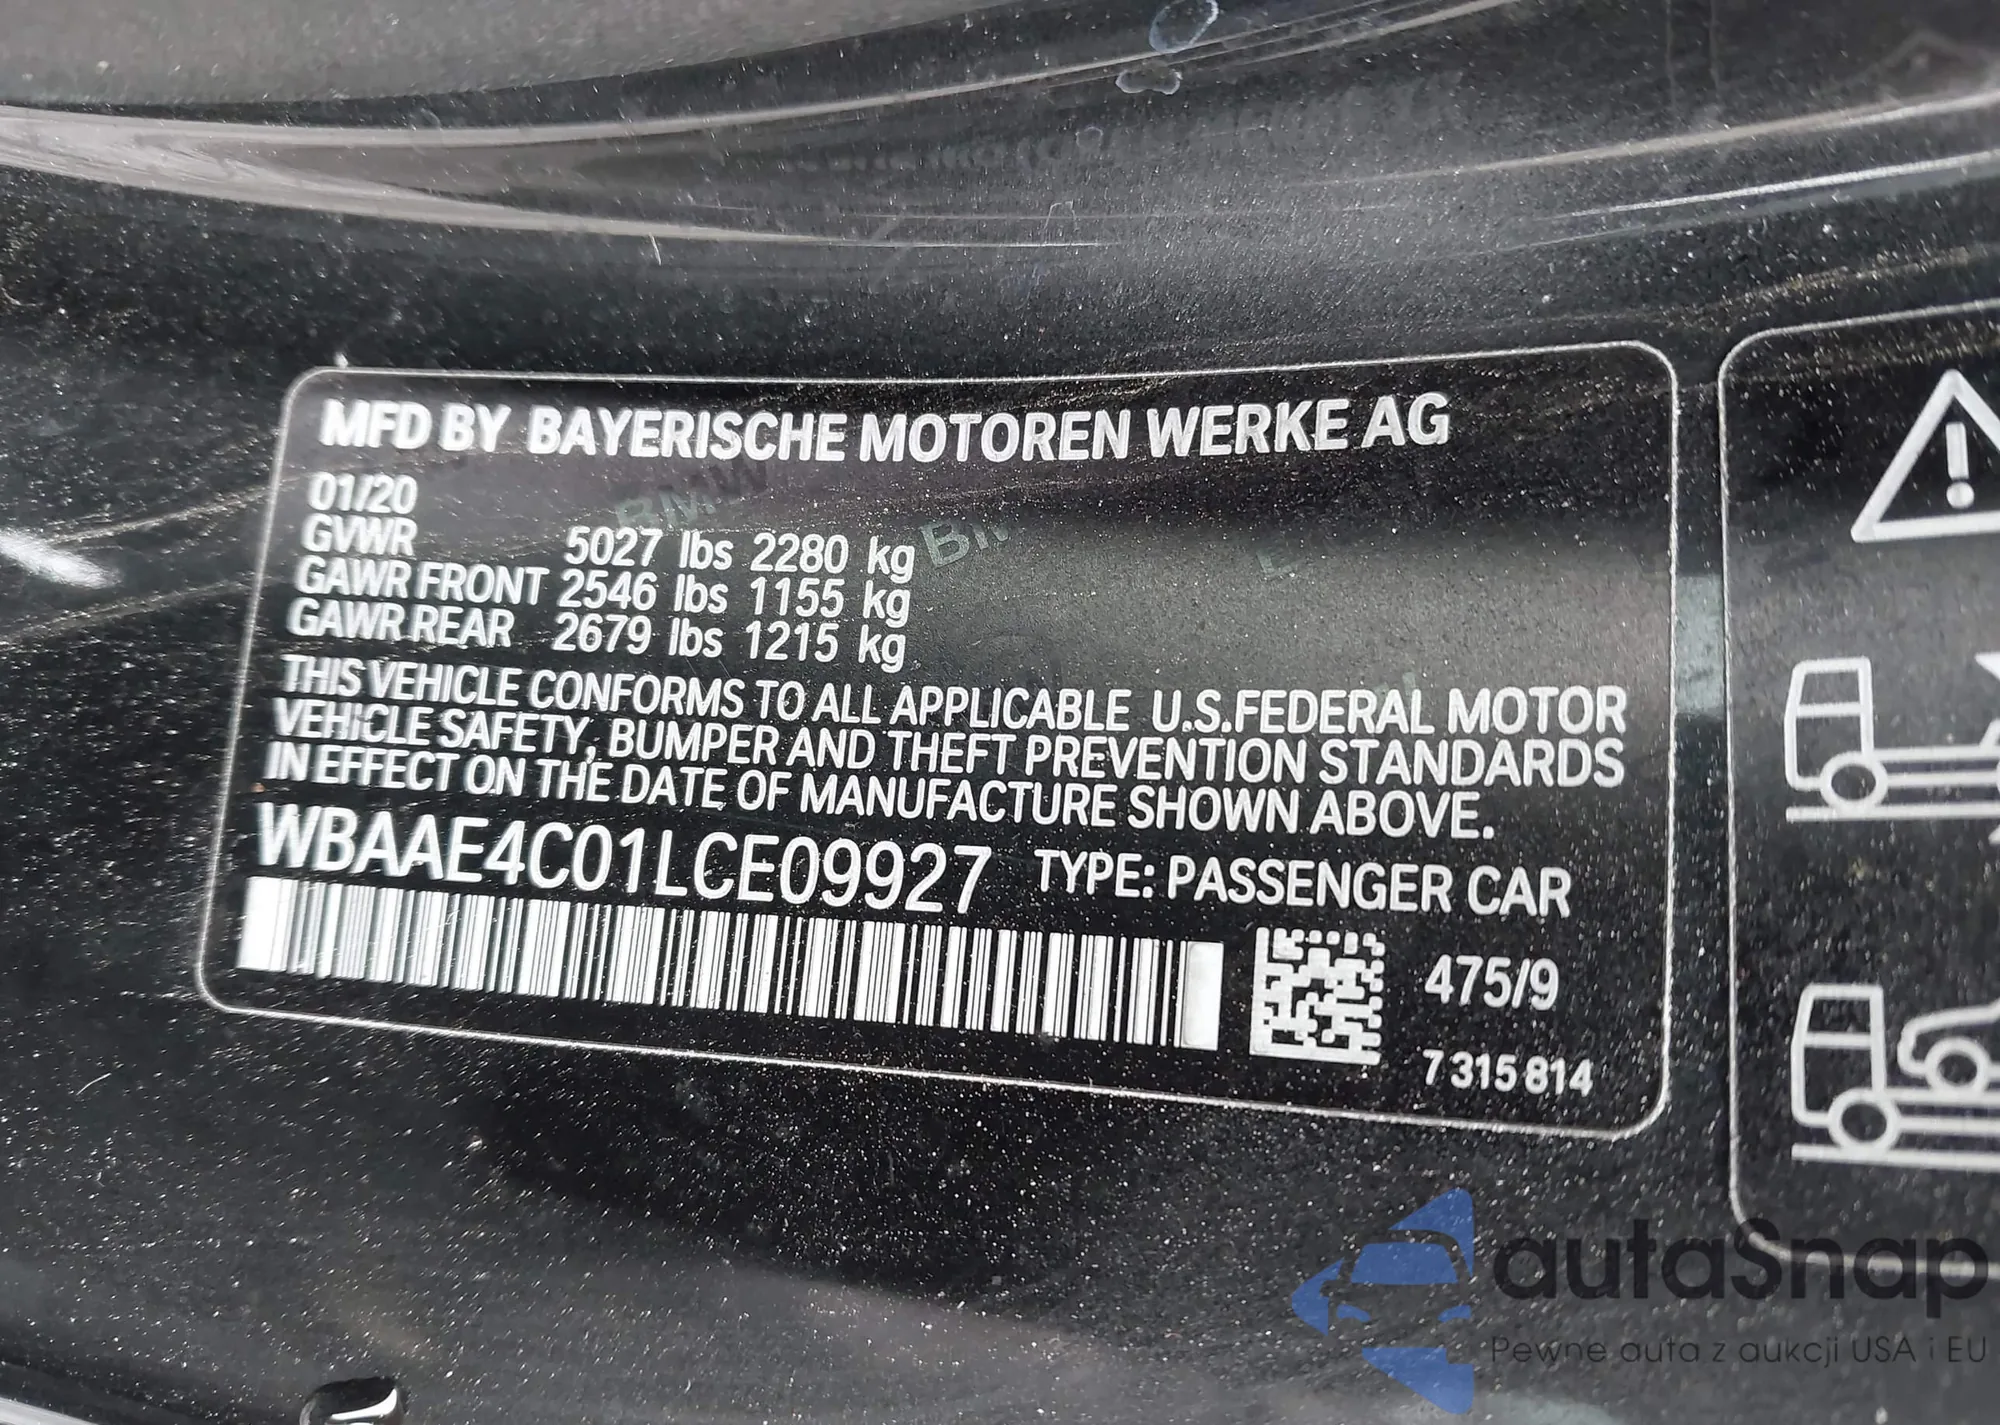 MFD BY BAYERISCHE MOTOREN WERKE AG
01/20
GVWR 5027 lbs 2280 kg
GAWR FRONT 2546 lbs 1155 kg
GAWR REAR 2679 lbs 1215 kg
THIS VEHICLE CONFORMS TO ALL APPLICABLE U.S.FEDERAL MOTOR
VEHICLE SAFETY, BUMPER AND THEFT PREVENTION STANDARDS
IN EFFECT ON THE DATE OF MANUFACTURE SHOWN ABOVE.
WBAAE4C01LCE09927 TYPE: PASSENGER CAR
475/9
7 315 814
BMW
autaSnap
Pewne auta z aukcji USA i EU